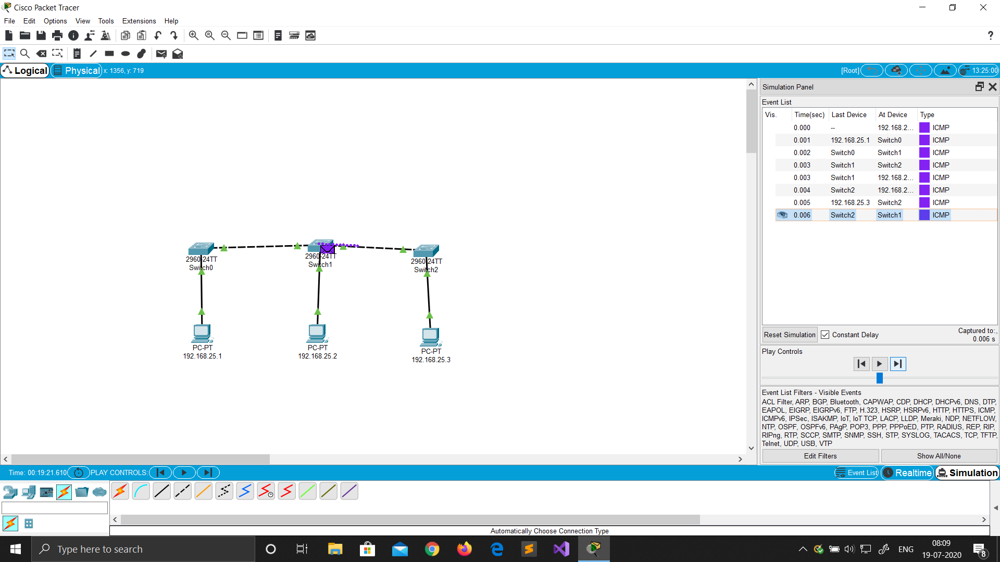 Cisco Packet Tracer
File Edit Options View Tools Extensions Help
Logical Physical x: 1356, y: 719 [Root] 13:25:00
Simulation Panel
Event List
Vis. Time(sec) Last Device At Device Type
0.000 -- 192.168.2... ICMP
0.001 192.168.25.1 Switch0 ICMP
0.002 Switch0 Switch1 ICMP
0.003 Switch1 Switch2 ICMP
0.003 Switch1 192.168.2... ICMP
0.004 Switch2 192.168.2... ICMP
0.005 192.168.25.3 Switch2 ICMP
0.006 Switch2 Switch1 ICMP
2960-24TT
Switch0
2960-24TT
Switch1
2960-24TT
Switch2
PC-PT
192.168.25.1
PC-PT
192.168.25.2
PC-PT
192.168.25.3
Reset Simulation Constant Delay Captured to:
0.006 s
Play Controls
Event List Filters - Visible Events
ACL Filter, ARP, BGP, Bluetooth, CAPWAP, CDP, DHCP, DHCPv6, DNS, DTP,
EAPOL, EIGRP, EIGRPv6, FTP, H.323, HSRP, HSRPv6, HTTP, HTTPS, ICMP,
ICMPv6, IPSec, ISAKMP, IoT, IoT TCP, LACP, LLDP, Meraki, NDP, NETFLOW,
NTP, OSPF, OSPFv6, PAgP, POP3, PPP, PPPoED, PTP, RADIUS, REP, RIP,
RIPng, RTP, SCCP, SMTP, SNMP, SSH, STP, SYSLOG, TACACS, TCP, TFTP,
Telnet, UDP, USB, VTP
Edit Filters Show All/None
Time: 00:19:21.610 PLAY CONTROLS: Event List Realtime Simulation
Automatically Choose Connection Type
Type here to search
ENG 08:09
19-07-2020
8